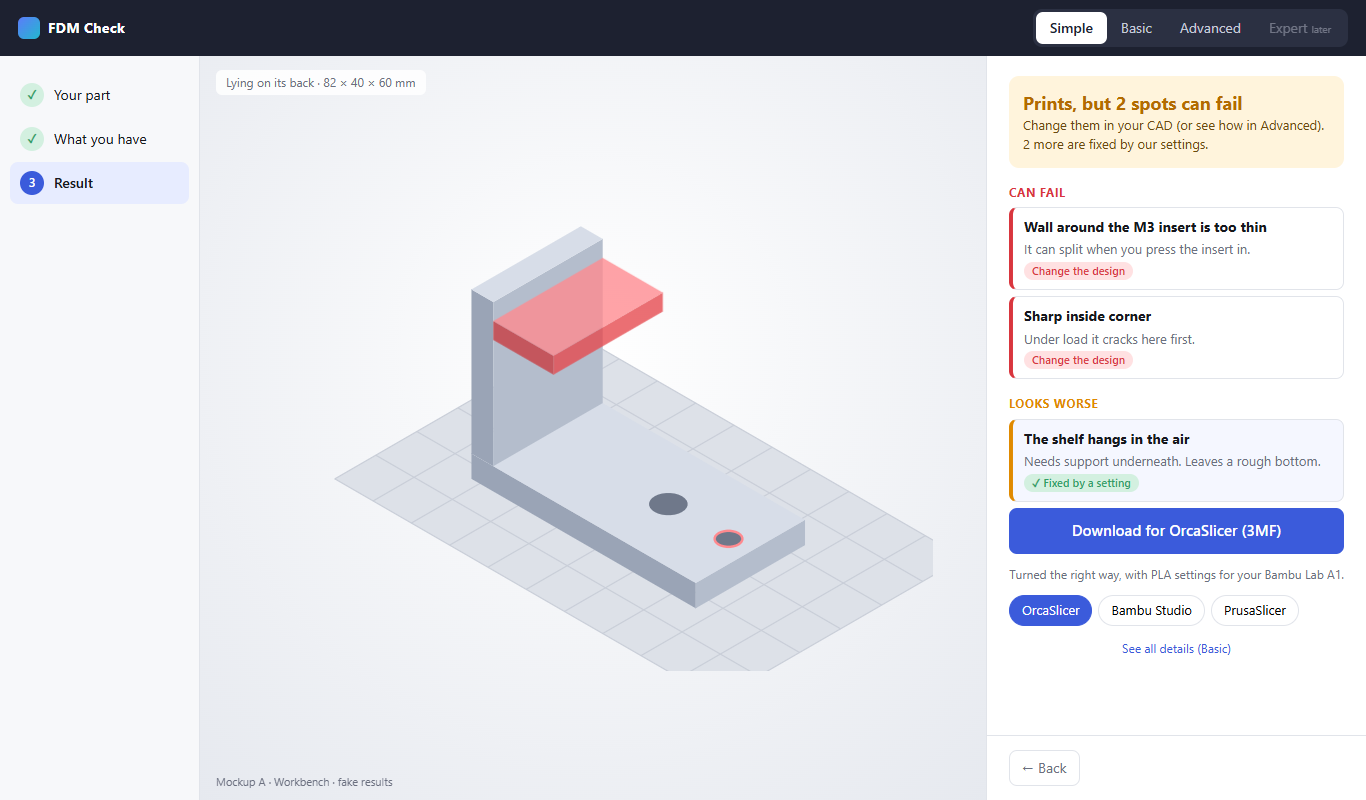 FDM Check
Simple
Basic
Advanced
Expert later
✓ Your part
✓ What you have
3 Result
Lying on its back · 82 × 40 × 60 mm
Mockup A · Workbench · fake results
Prints, but 2 spots can fail
Change them in your CAD (or see how in Advanced).
2 more are fixed by our settings.
CAN FAIL
Wall around the M3 insert is too thin
It can split when you press the insert in.
Change the design
Sharp inside corner
Under load it cracks here first.
Change the design
LOOKS WORSE
The shelf hangs in the air
Needs support underneath. Leaves a rough bottom.
✓ Fixed by a setting
Download for OrcaSlicer (3MF)
Turned the right way, with PLA settings for your Bambu Lab A1.
OrcaSlicer
Bambu Studio
PrusaSlicer
See all details (Basic)
← Back